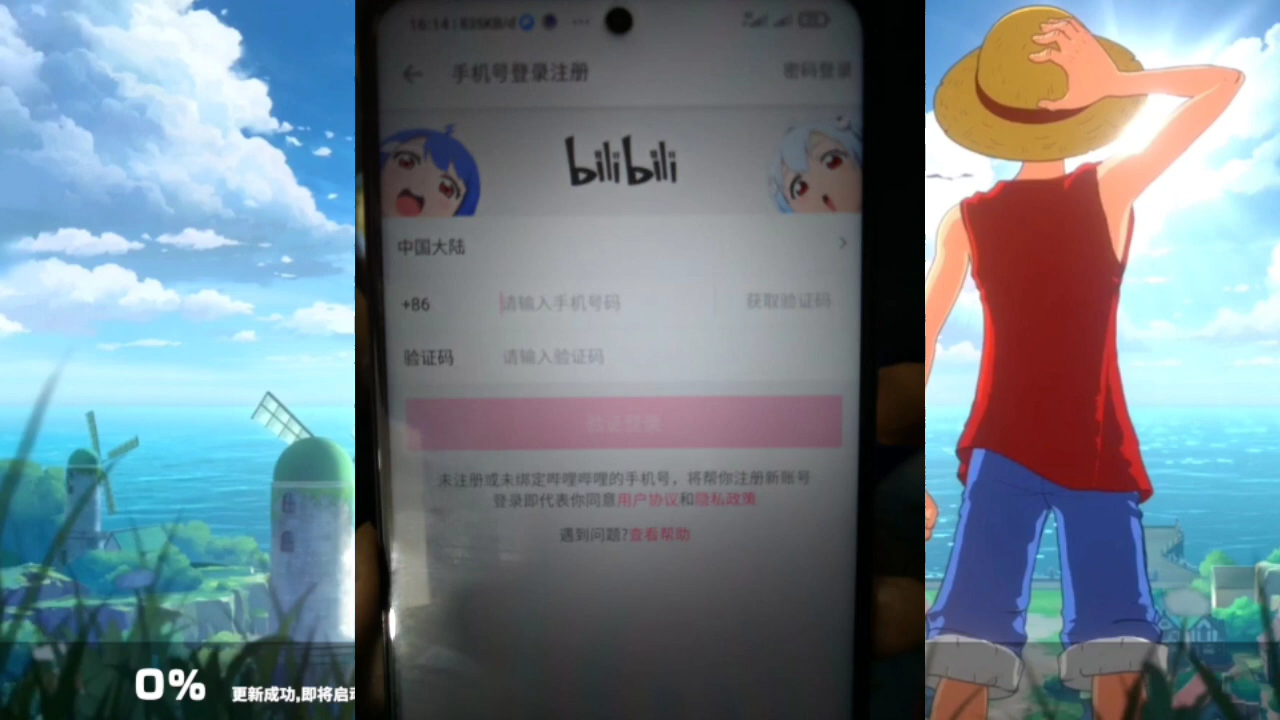 16:14
手机号登录注册
密码登录
bilibili
中国大陆
+86
请输入手机号码
获取验证码
验证码
请输入验证码
验证登录
未注册或未绑定哔哩哔哩的手机号，将帮你注册新账号
登录即代表你同意用户协议和隐私政策
遇到问题?查看帮助
0%
更新成功,即将启动